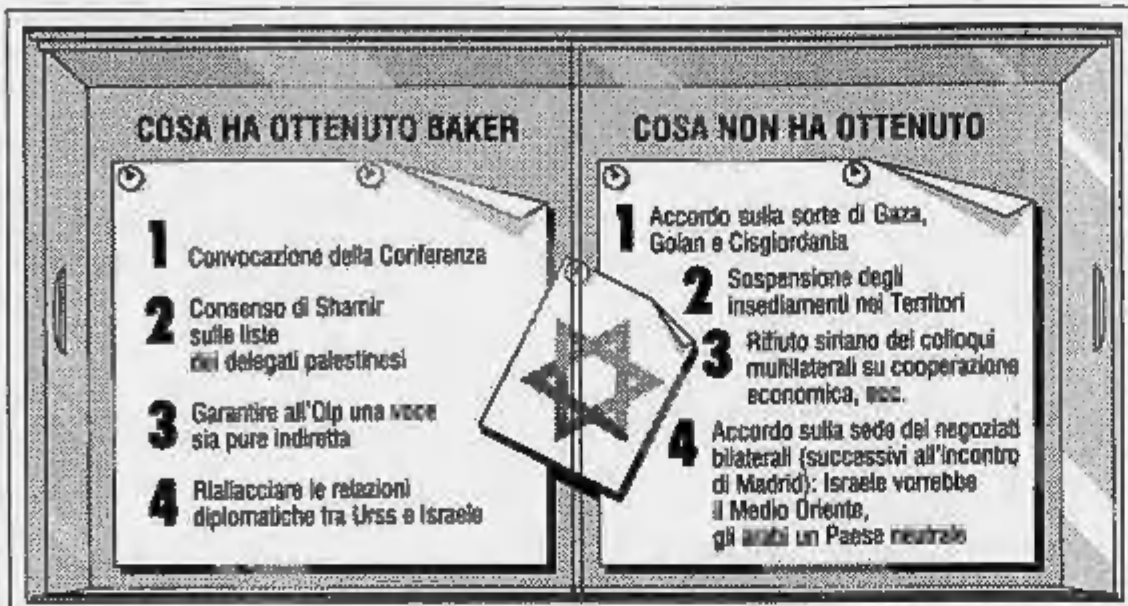 COSA HA OTTENUTO BAKER
1 Convocazione della Conferenza
2 Consenso di Shamir
sulle liste
dei delegati palestinesi
3 Garantire all'Olp una voce
sia pure indiretta
4 Riallacciare le relazioni
diplomatiche tra Urss e Israele
COSA NON HA OTTENUTO
1 Accordo sulla sorte di Gaza,
Golan e Cisgiordania
2 Sospensione degli
insediamenti nei Territori
3 Rifiuto siriano dei colloqui
multilaterali su cooperazione
economica, ecc.
4 Accordo sulla sede dei negoziati
bilaterali (successivi all'incontro
di Madrid): Israele vorrebbe
il Medio Oriente,
gli arabi un Paese neutrale